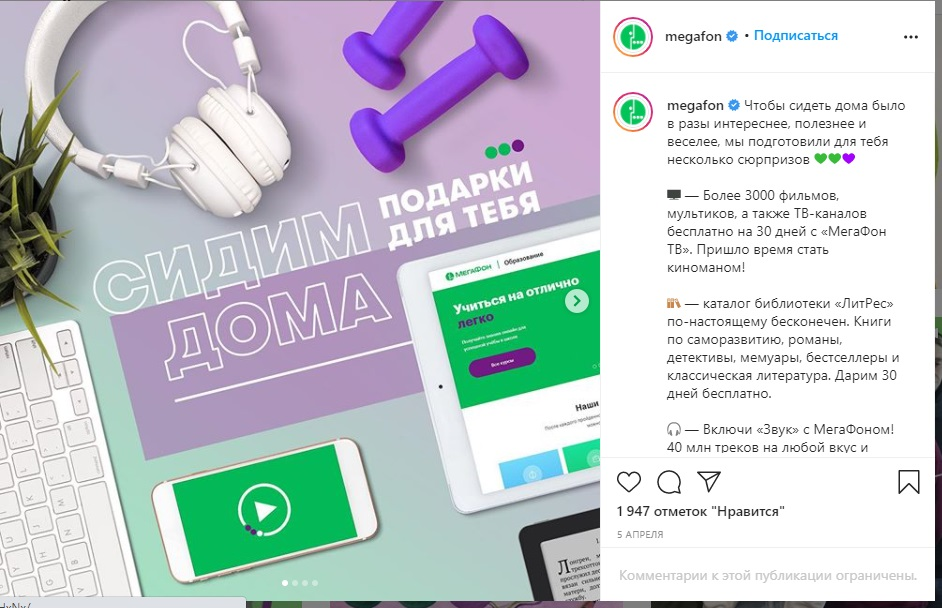 ПОДАРКИ
ДЛЯ ТЕБЯ
СИДИМ
ДОМА
МЕГАФОН | Образование
Учиться на отлично
легко
Все курсы
Наши
megafon • Подписаться
megafon Чтобы сидеть дома было
в разы интереснее, полезнее и
веселее, мы подготовили для тебя
несколько сюрпризов 💚💚💜
🖥 — Более 3000 фильмов,
мультиков, а также ТВ-каналов
бесплатно на 30 дней с «МегаФон
ТВ». Пришло время стать
киноманом!
📚 — каталог библиотеки «ЛитРес»
по-настоящему бесконечен. Книги
по саморазвитию, романы,
детективы, мемуары, бестселлеры и
классическая литература. Дарим 30
дней бесплатно.
🎧 — Включи «Звук» с МегаФоном!
40 млн треков на любой вкус и
1 947 отметок "Нравится"
5 АПРЕЛЯ
Комментарии к этой публикации ограничены.